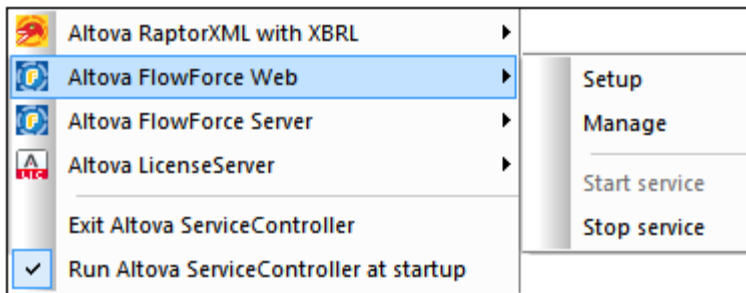 Altova RaptorXML with XBRL
Altova FlowForce Web
Altova FlowForce Server
Altova LicenseServer
Exit Altova ServiceController
Run Altova ServiceController at startup
Setup
Manage
Start service
Stop service